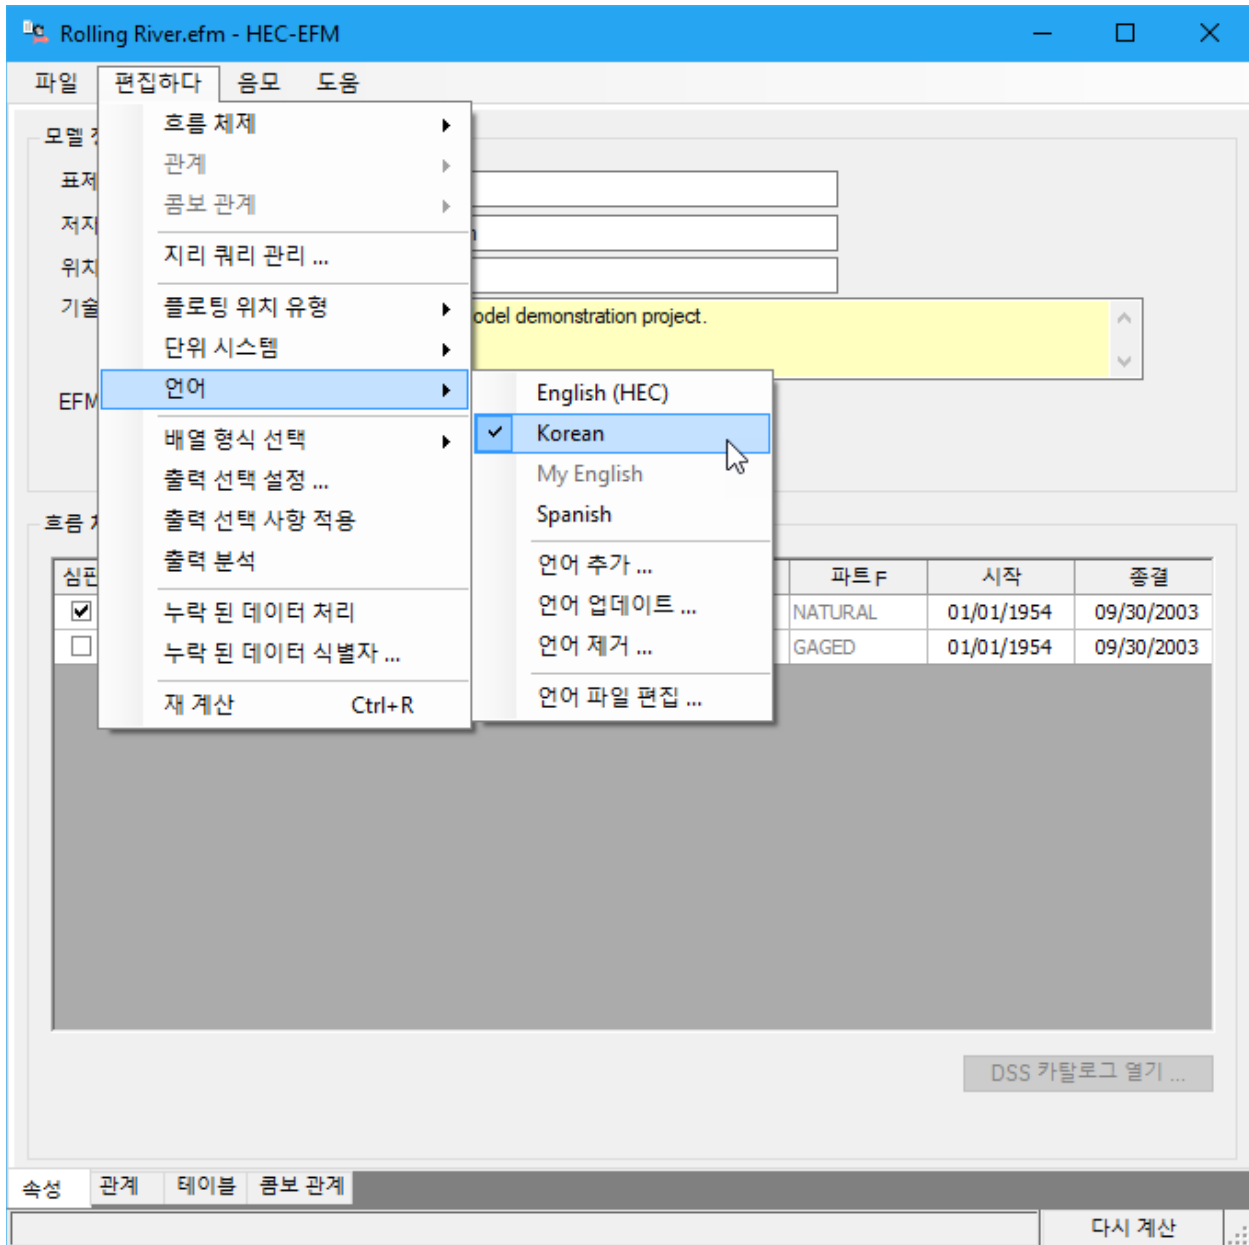 Rolling River.efm - HEC-EFM
파일 편집하다 음모 도움
모델
표제
저자
위치
기술
EFM
흐름 체제
관계
콤보 관계
지리 쿼리 관리 ...
플로팅 위치 유형
단위 시스템
언어
배열 형식 선택
출력 선택 설정 ...
출력 선택 사항 적용
출력 분석
누락 된 데이터 처리
누락 된 데이터 식별자 ...
재 계산 Ctrl+R
odel demonstration project.
English (HEC)
Korean
My English
Spanish
언어 추가 ...
언어 업데이트 ...
언어 제거 ...
언어 파일 편집 ...
흐름
심판 파트 F 시작 종결
NATURAL 01/01/1954 09/30/2003
GAGED 01/01/1954 09/30/2003
DSS 카탈로그 열기 ...
속성 관계 테이블 콤보 관계
다시 계산